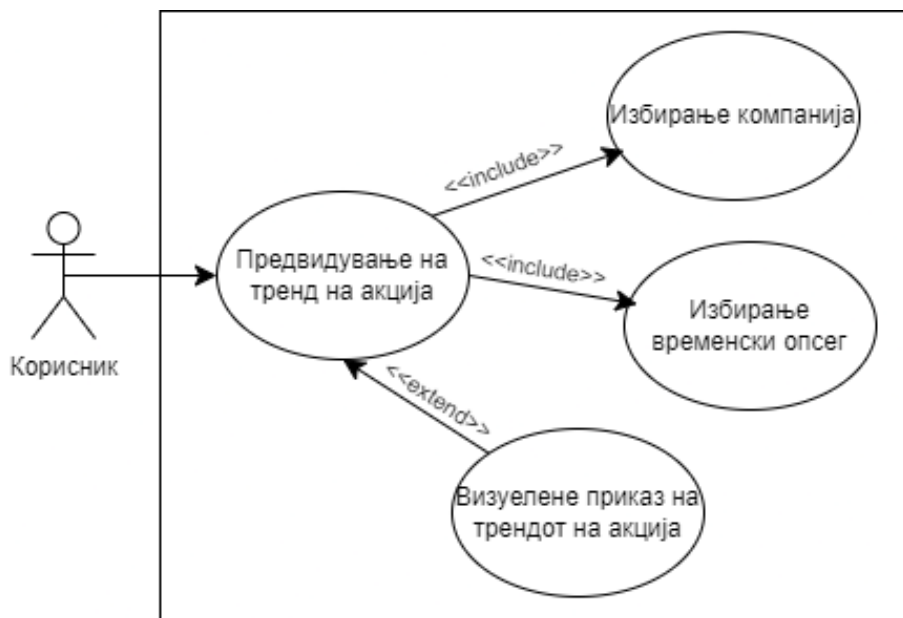 Избирање компанија
<<include>>
Предвидување на
тренд на акција
<<include>>
Избирање
временски опсег
Корисник
<<extend>>
Визуелене приказ на
трендот на акција